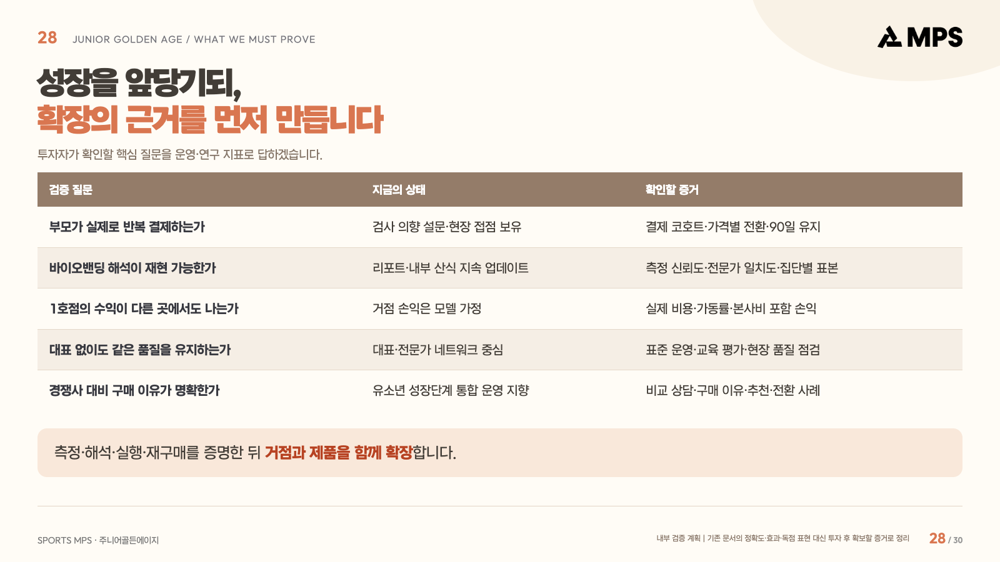 28 JUNIOR GOLDEN AGE / WHAT WE MUST PROVE
MPS
성장을 앞당기되,
확장의 근거를 먼저 만듭니다
투자자가 확인할 핵심 질문을 운영·연구 지표로 답하겠습니다.
검증 질문 지금의 상태 확인할 증거
부모가 실제로 반복 결제하는가 검사 의향 설문·현장 접점 보유 결제 코호트·가격별 전환·90일 유지
바이오밴딩 해석이 재현 가능한가 리포트·내부 산식 지속 업데이트 측정 신뢰도·전문가 일치도·집단별 표본
1호점의 수익이 다른 곳에서도 나는가 거점 손익은 모델 가정 실제 비용·가동률·본사비 포함 손익
대표 없이도 같은 품질을 유지하는가 대표·전문가 네트워크 중심 표준 운영·교육 평가·현장 품질 점검
경쟁사 대비 구매 이유가 명확한가 유소년 성장단계 통합 운영 지향 비교 상담·구매 이유·추천·전환 사례
측정·해석·실행·재구매를 증명한 뒤 거점과 제품을 함께 확장합니다.
SPORTS MPS · 주니어골든에이지
내부 검증 계획 | 기존 문서의 정확도·효과·독점 표현 대신 투자 후 확보할 증거로 정리
28 / 30